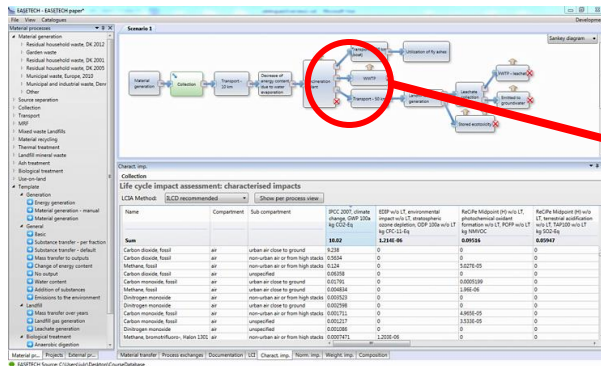 EASETECH - EASETECH paper*
File View Catalogues
Developme
Material processes
Material generation
Residual household waste, DK 2012
Garden waste
Residual household waste, DK 2001
Residual household waste, DK 2005
Municipal waste, Europe, 2010
Municipal and industrial waste, Denm
Other
Source separation
Collection
Transport
MRF
Mixed waste Landfills
Material recycling
Thermal treatment
Landfill mineral waste
Ash treatment
Biological treatment
Use-on-land
Template
Generation
Energy generation
Material generation - manual
Material generation
General
Basic
Substance transfer - per fraction
Substance transfer - default
Mass transfer to outputs
Change of energy content
No output
Water content
Addition of substances
Emissions to the environment
Landfill
Mass transfer over years
Landfill gas generation
Leachate generation
Biological treatment
Anaerobic digestion
Material pr... Projects External pr...
Scenario 1
Sankey diagram
Material generation
Collection
Transport - 10 km
Decrease of energy content due to water evaporation
Utilization of fly ashes
WWTP
Transport - 50 km
generation
Leachate collection
WWTP - leachate
Emitted to groundwater
Stored ecotoxicity
Charact. imp.
Collection
Life cycle impact assessment: characterised impacts
LCIA Method: ILCD recommended Show per process view
Name Compartment Sub compartment IPCC 2007, climate change, GWP 100a kg CO2-Eq EDIP w/o LT, environmental impact w/o LT, stratospheric ozone depletion, ODP 100a w/o LT kg CFC-11-Eq ReCiPe Midpoint (H) w/o LT, photochemical oxidant formation w/o LT, POFP w/o LT kg NMVOC ReCiPe Midpoint (H) w/o LT, terrestrial acidification w/o LT, TAP100 w/o LT kg SO2-Eq
Sum 10.02 1.214E-06 0.09516 0.05947
Carbon dioxide, fossil air urban air close to ground 9.238 0 0 0
Carbon dioxide, fossil air non-urban air or from high stacks 0.5634 0 0 0
Methane, fossil air non-urban air or from high stacks 0.124 0 5.027E-05 0
Carbon dioxide, fossil air unspecified 0.06358 0 0 0
Carbon monoxide, fossil air urban air close to ground 0.01791 0 0.0005199 0
Methane, fossil air urban air close to ground 0.004834 0 1.96E-06 0
Dinitrogen monoxide air non-urban air or from high stacks 0.003523 0 0 0
Dinitrogen monoxide air urban air close to ground 0.002598 0 0 0
Carbon monoxide, fossil air non-urban air or from high stacks 0.001711 0 4.965E-05 0
Carbon monoxide, fossil air unspecified 0.001217 0 3.533E-05 0
Dinitrogen monoxide air unspecified 0.001086 0 0 0
Methane, bromotrifluoro-, Halon 1301 air non-urban air or from high stacks 0.0007471 1.203E-06 0 0
Material transfer Process exchanges Documentation LCI Charact. imp. Norm. imp. Weight. imp. Composition
EASETECH Source: C:\Users\